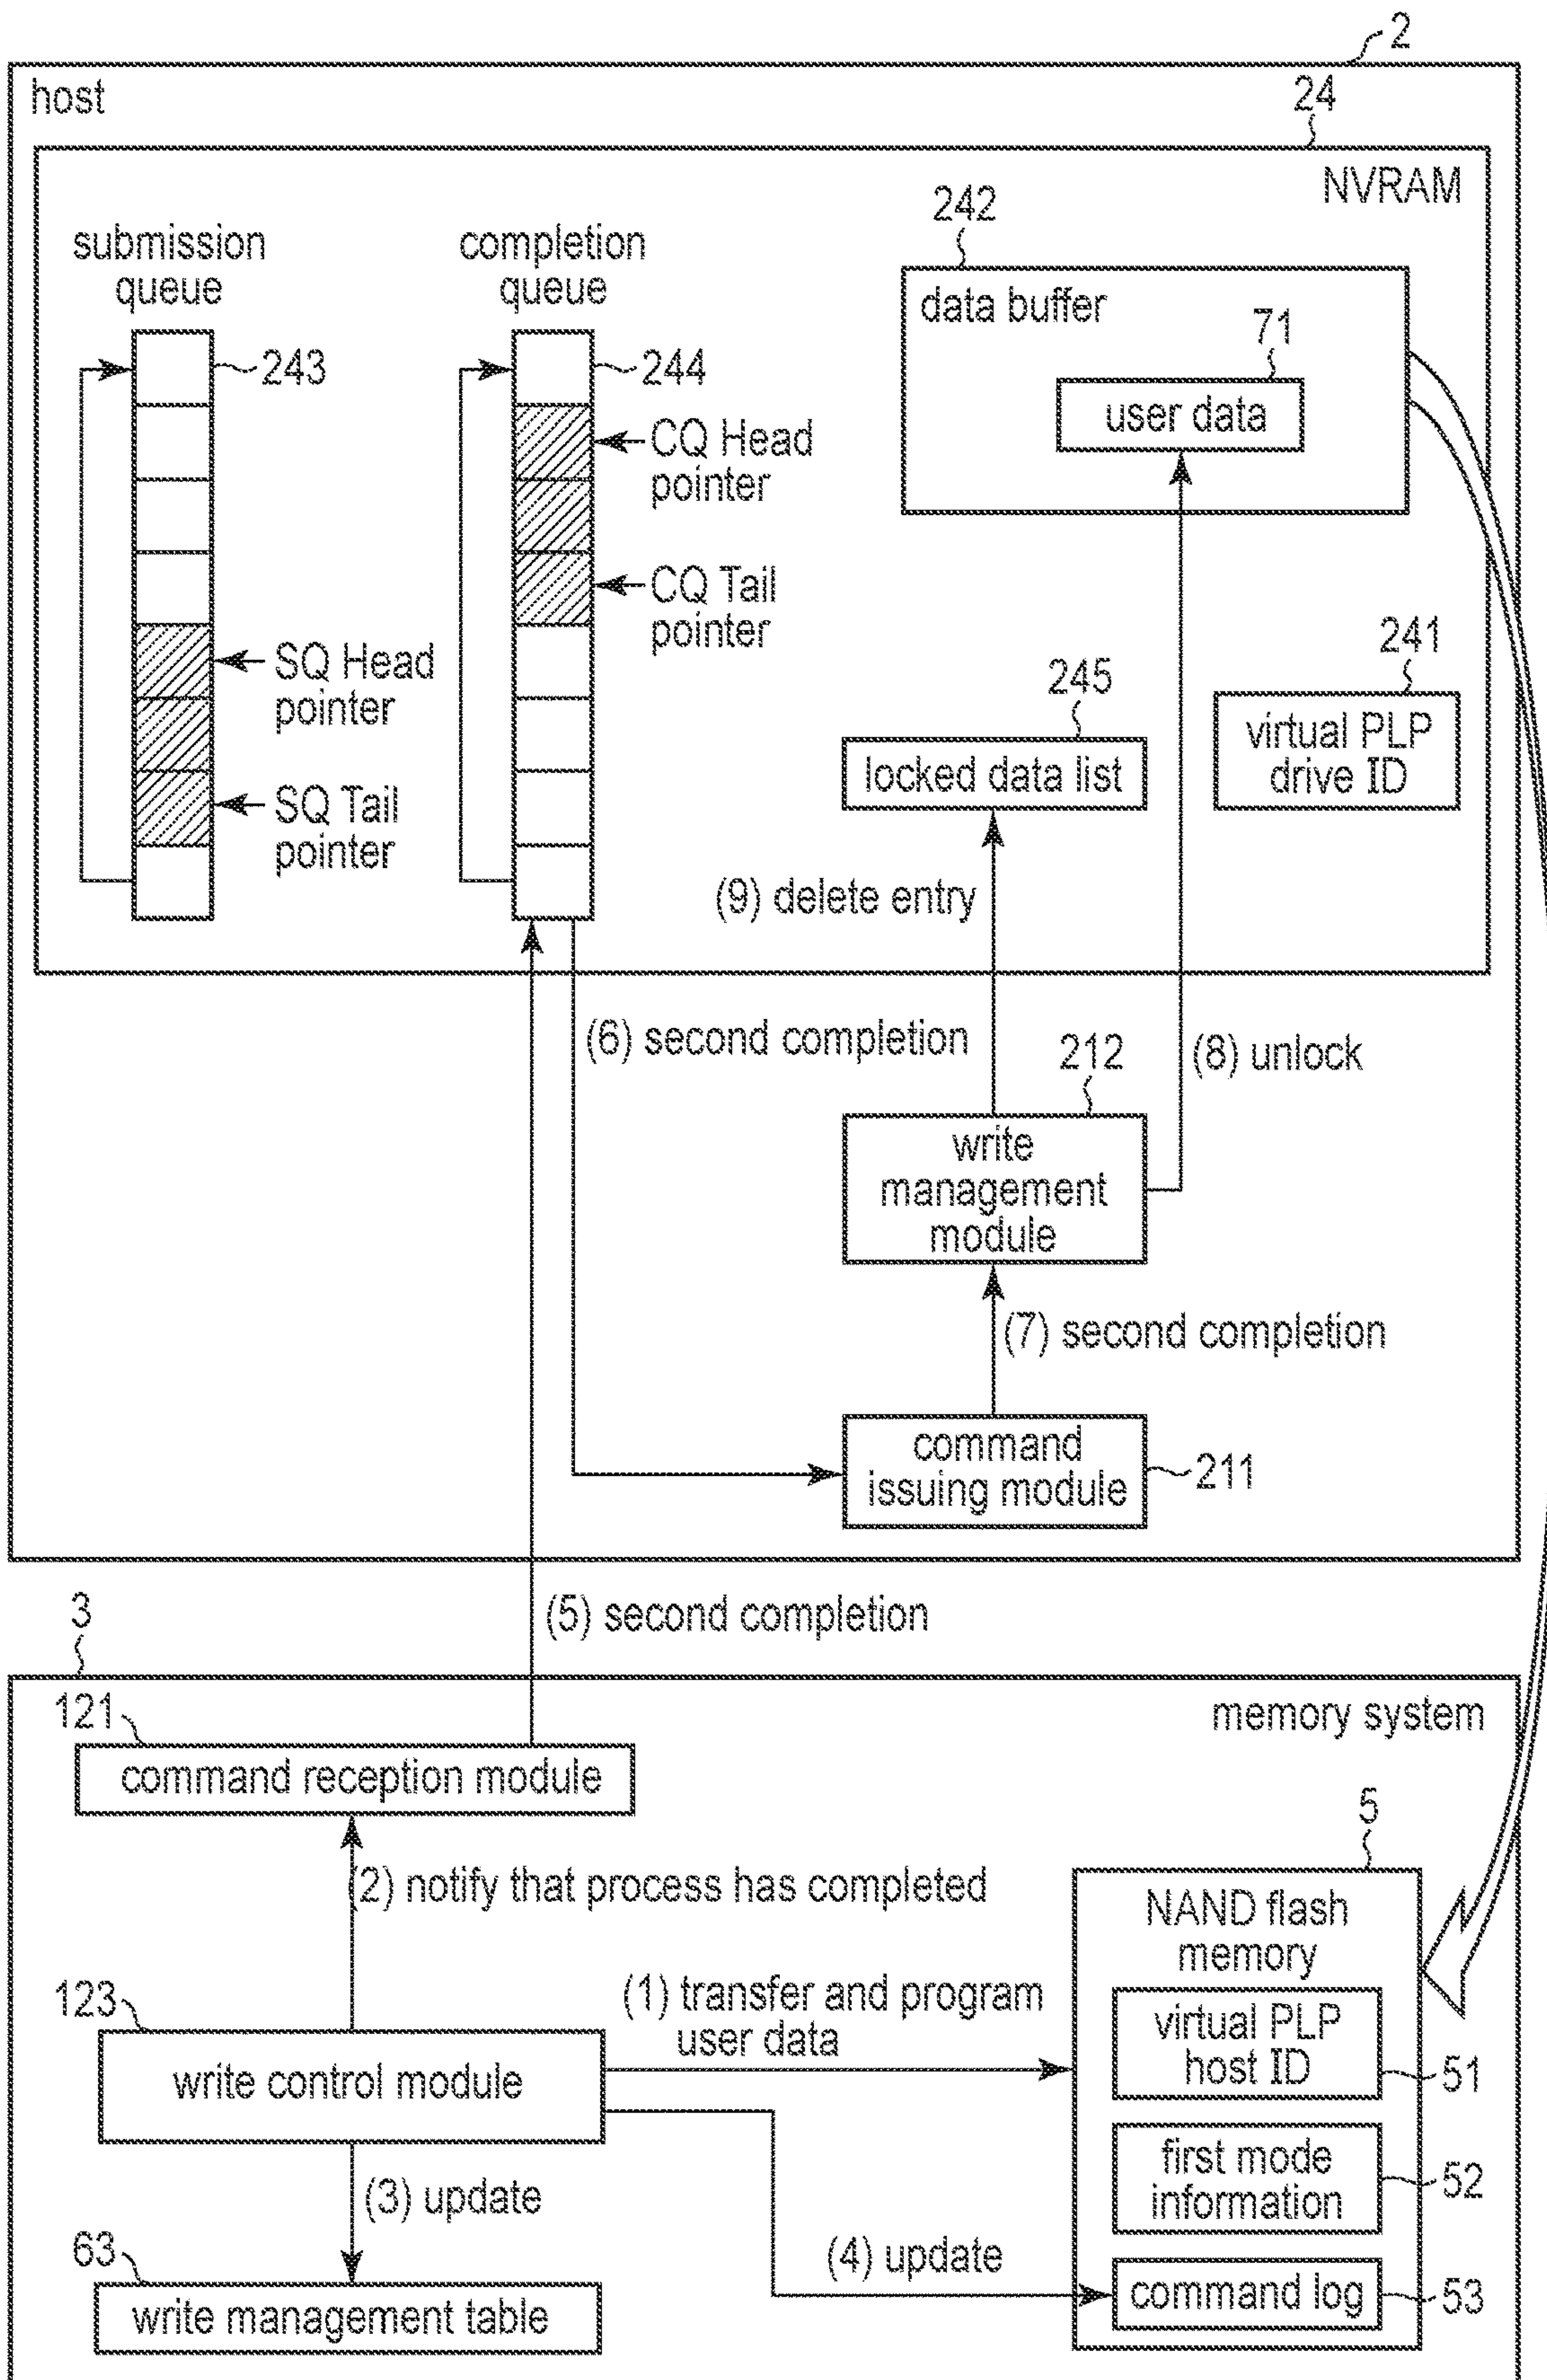 2
host
24
NVRAM
submission
queue
completion
queue
242
data buffer
71
user data
243
244
CQ Head
pointer
CQ Tail
pointer
SQ Head
pointer
SQ Tail
pointer
245
locked data list
241
virtual PLP
drive ID
(9) delete entry
(6) second completion
212
(8) unlock
write
management
module
(7) second completion
command
issuing module
211
3
(5) second completion
121
memory system
command reception module
5
(2) notify that process has completed
NAND flash
memory
123
(1) transfer and program
user data
virtual PLP
host ID
51
write control module
first mode
information
52
(3) update
63
(4) update
write management table
command log
53